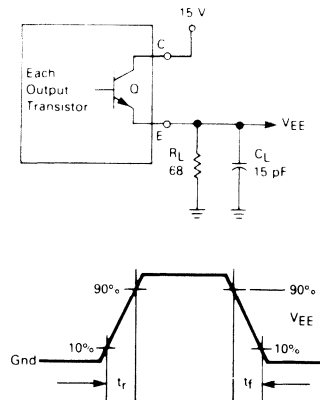 15 V
C
Each
Output
Transistor
Q
E
VEE
RL
68
CL
15 pF
90%
90%
VEE
10%
10%
Gnd
tr
tf